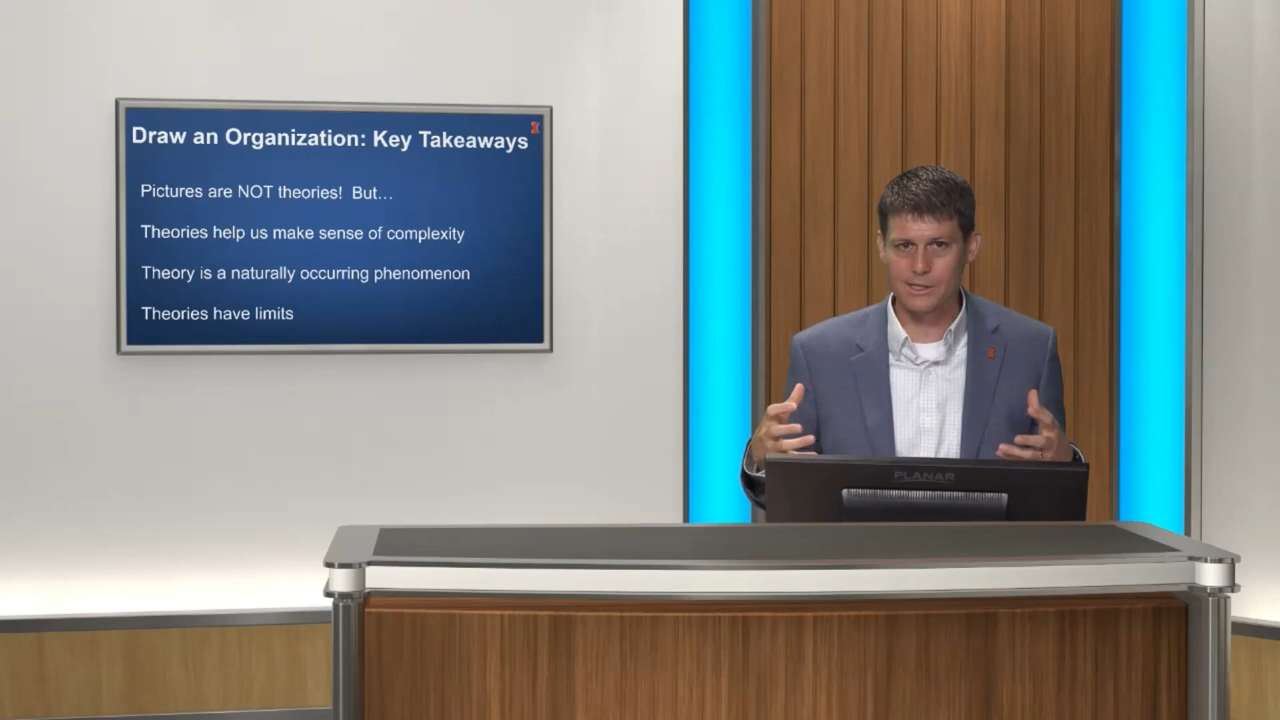 Draw an Organization: Key Takeaways
Pictures are NOT theories!  But…
Theories help us make sense of complexity
Theory is a naturally occurring phenomenon
Theories have limits
PLANAR